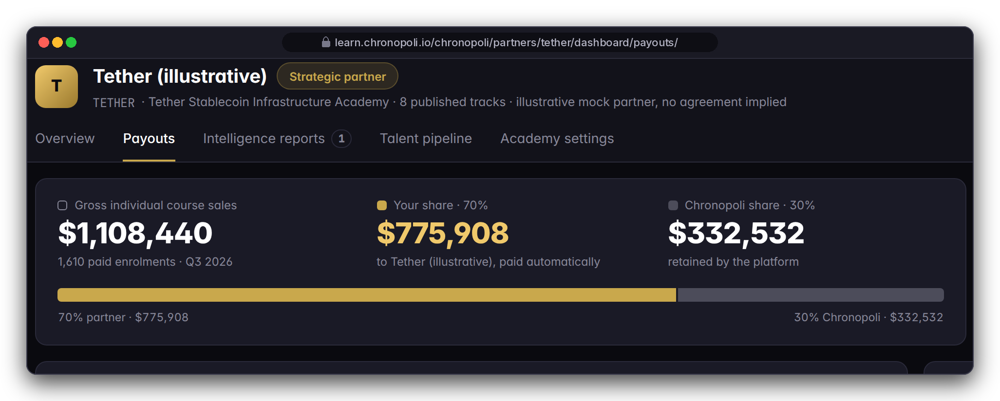 learn.chronopoli.io/chronopoli/partners/tether/dashboard/payouts/
T
Tether (illustrative) Strategic partner
TETHER · Tether Stablecoin Infrastructure Academy · 8 published tracks · illustrative mock partner, no agreement implied
Overview Payouts Intelligence reports 1 Talent pipeline Academy settings
Gross individual course sales
$1,108,440
1,610 paid enrolments · Q3 2026
Your share · 70%
$775,908
to Tether (illustrative), paid automatically
Chronopoli share · 30%
$332,532
retained by the platform
70% partner · $775,908
30% Chronopoli · $332,532